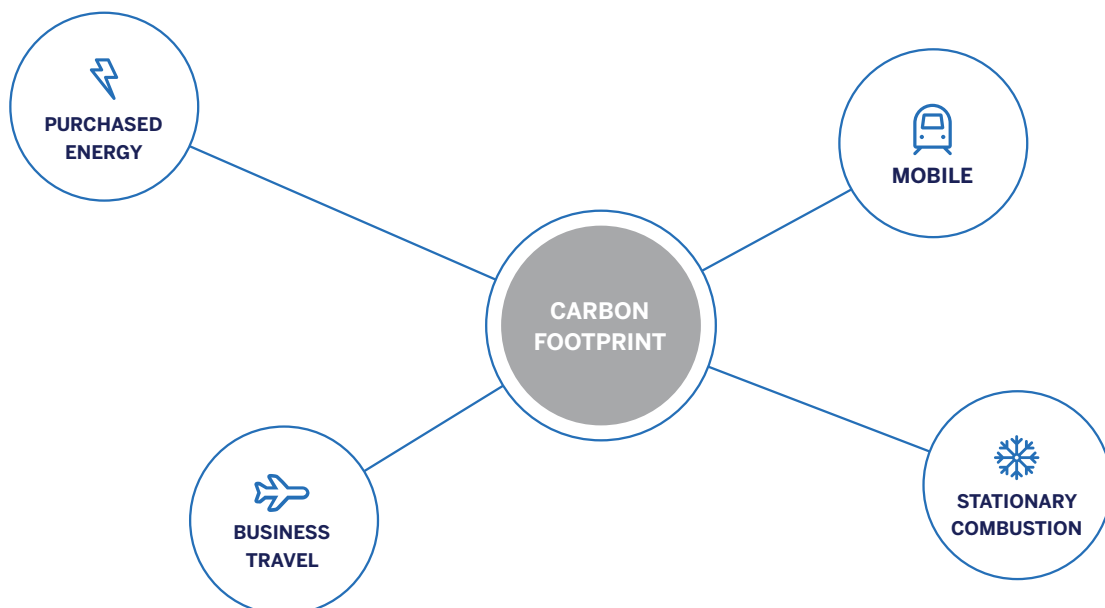 PURCHASED
ENERGY
MOBILE
CARBON
FOOTPRINT
BUSINESS
TRAVEL
STATIONARY
COMBUSTION